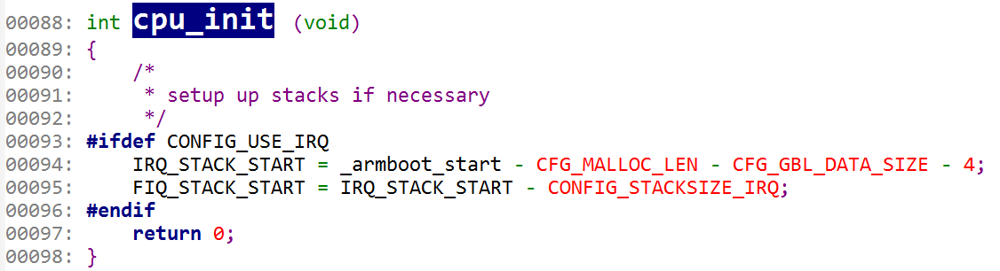 00088: int cpu_init (void)
00089: {
00090:     /*
00091:      * setup up stacks if necessary
00092:      */
00093: #ifdef CONFIG_USE_IRQ
00094:     IRQ_STACK_START = _armboot_start - CFG_MALLOC_LEN - CFG_GBL_DATA_SIZE - 4;
00095:     FIQ_STACK_START = IRQ_STACK_START - CONFIG_STACKSIZE_IRQ;
00096: #endif
00097:     return 0;
00098: }